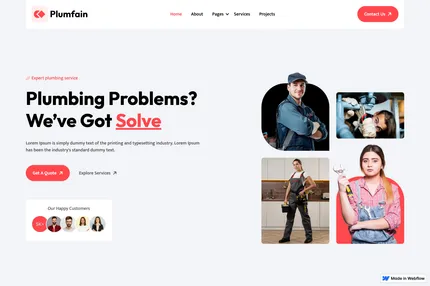 Plumfain
Home About Pages Services Projects
Contact Us
Expert plumbing service
Plumbing Problems?
We've Got Solve
Lorem Ipsum is simply dummy text of the printing and typesetting industry. Lorem Ipsum
has been the industry's standard dummy text.
Get A Quote Explore Services
Our Happy Customers
5K+
Made in Webflow